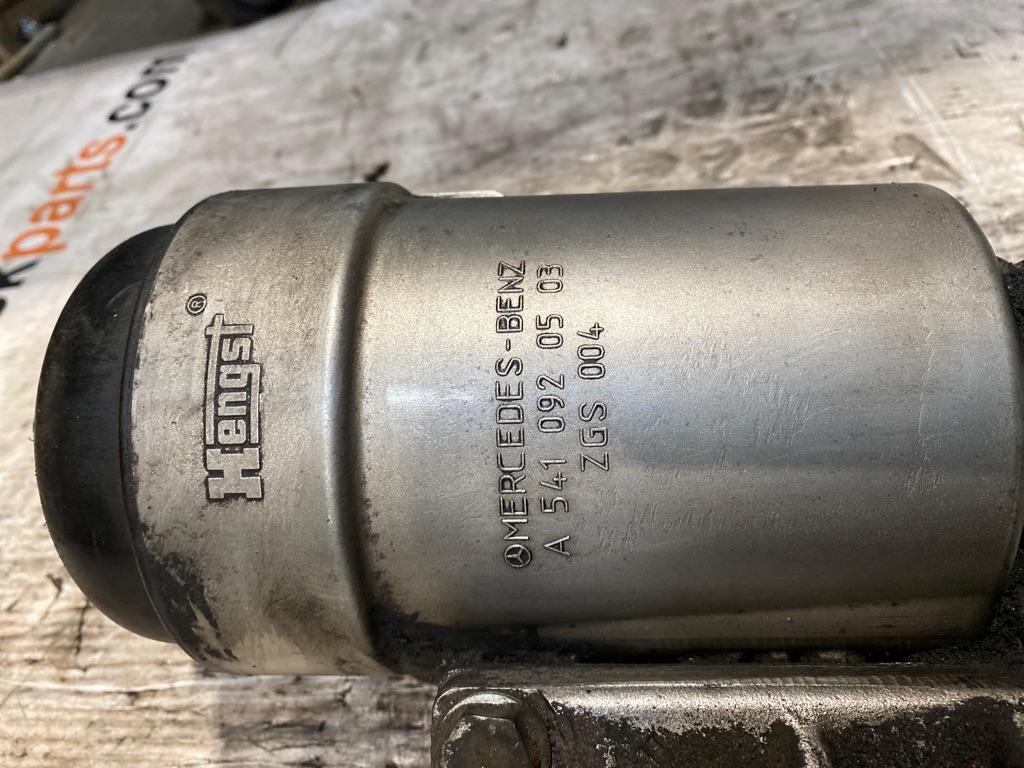 Hengst®
MERCEDES-BENZ
A 541 092 05 03
ZGS 004
parts.com